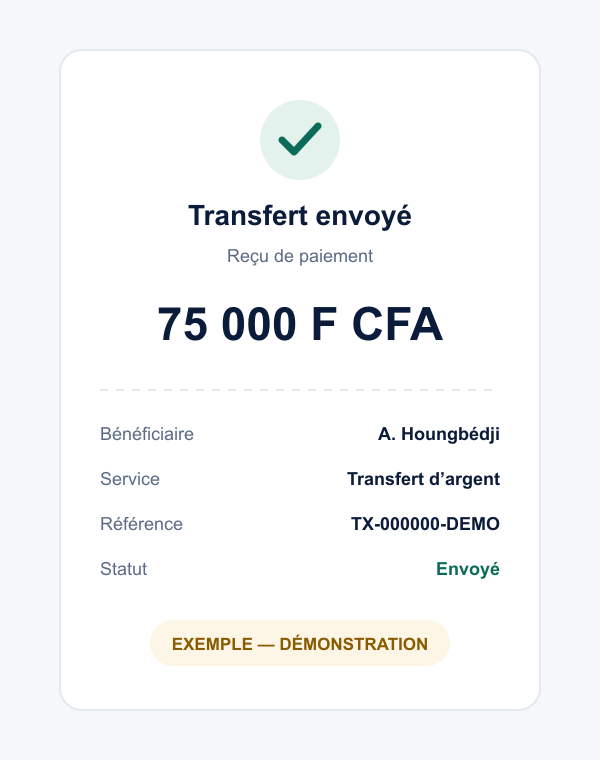 Transfert envoyé
Reçu de paiement
75 000 F CFA
Bénéficiaire A. Houngbédji
Service Transfert d’argent
Référence TX-000000-DEMO
Statut Envoyé
EXEMPLE — DÉMONSTRATION